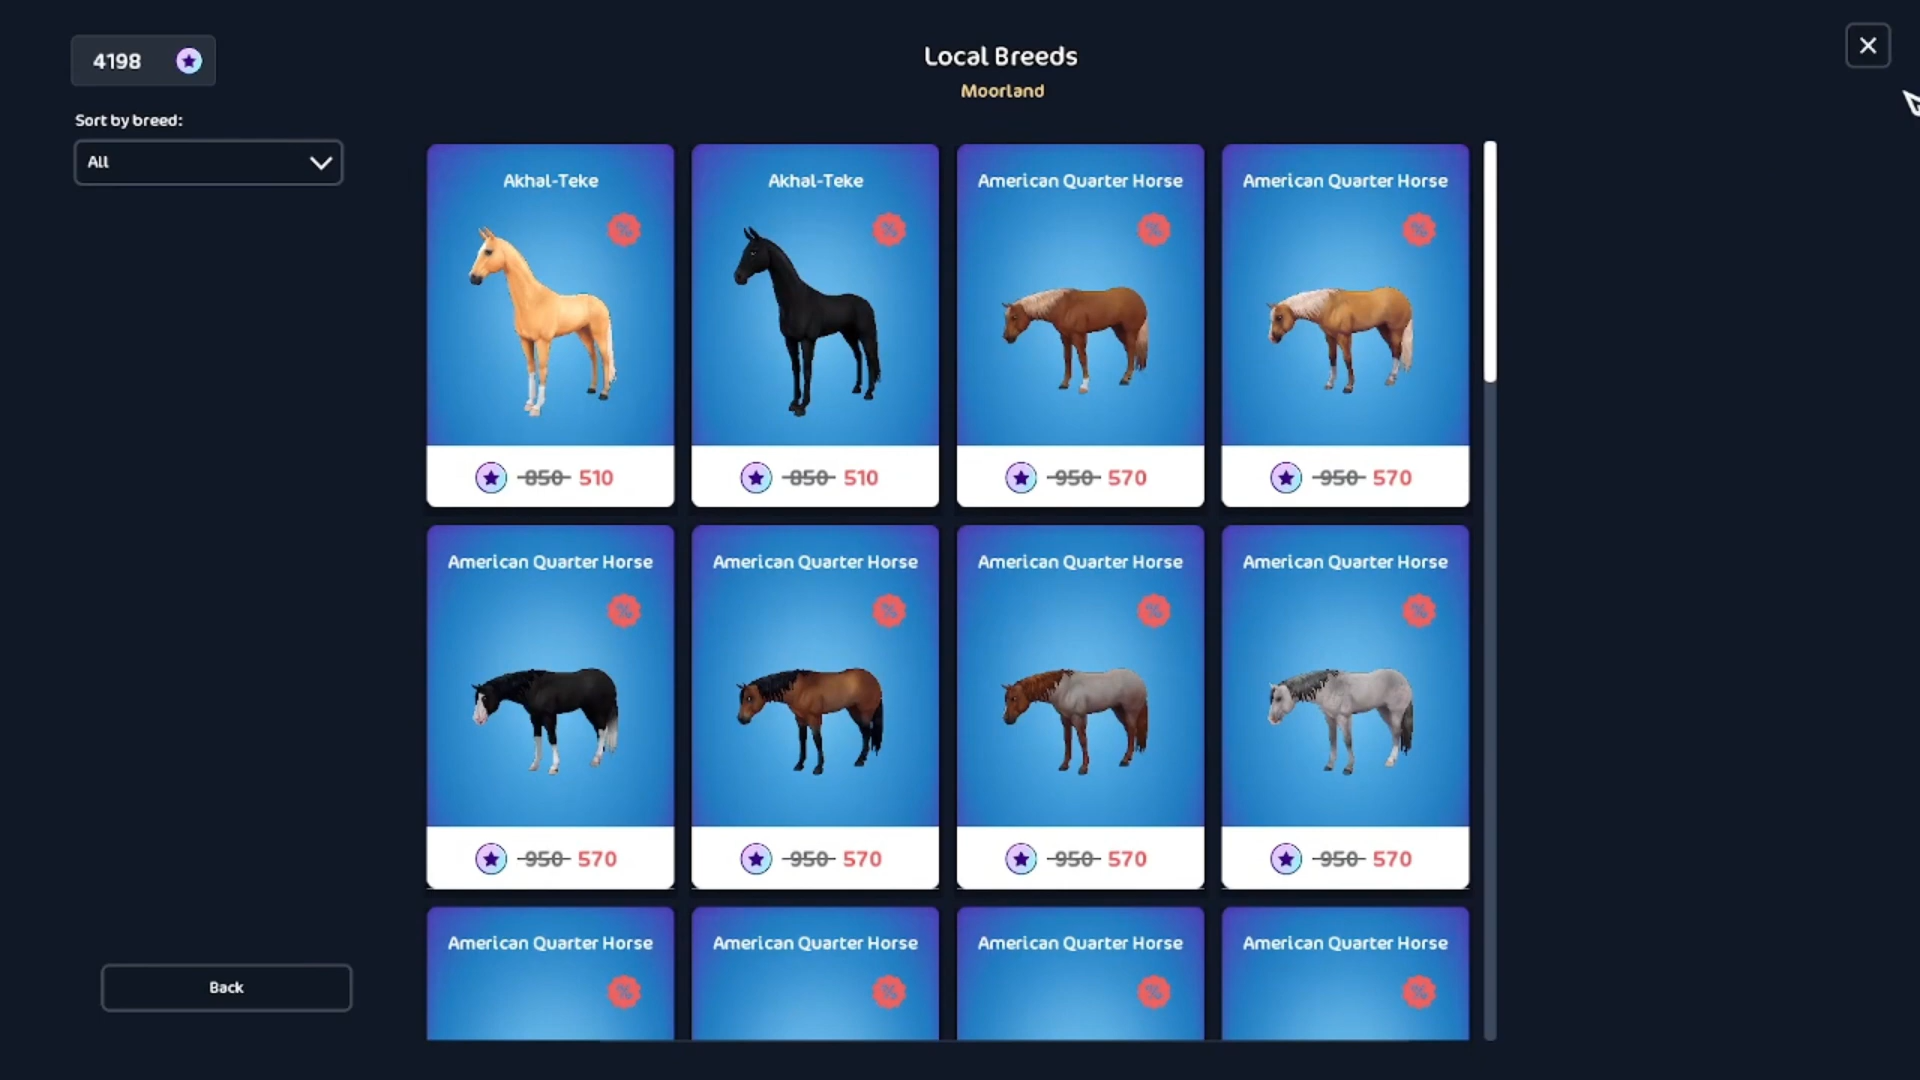 4198
Local Breeds
Moorland
Sort by breed:
All
Akhal-Teke
Akhal-Teke
American Quarter Horse
American Quarter Horse
%
%
%
%
850 510
850 510
950 570
950 570
American Quarter Horse
American Quarter Horse
American Quarter Horse
American Quarter Horse
%
%
%
%
950 570
950 570
950 570
950 570
American Quarter Horse
American Quarter Horse
American Quarter Horse
American Quarter Horse
%
%
%
%
Back